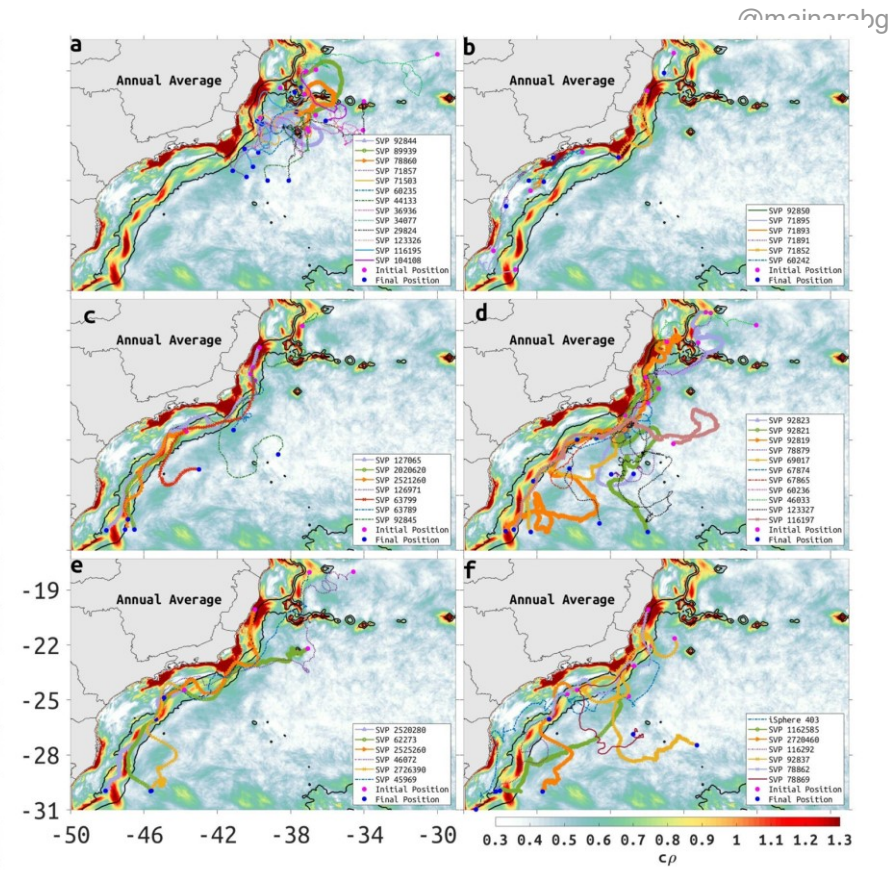 @mainarabg
a
Annual Average
SVP 92844
SVP 89939
SVP 78860
SVP 71857
SVP 71503
SVP 60235
SVP 44133
SVP 36936
SVP 34077
SVP 29824
SVP 123326
SVP 116195
SVP 104108
Initial Position
Final Position
b
Annual Average
SVP 92850
SVP 71895
SVP 71893
SVP 71891
SVP 71852
SVP 60242
Initial Position
Final Position
c
Annual Average
SVP 127065
SVP 2020620
SVP 2521260
SVP 126971
SVP 63799
SVP 63789
SVP 92845
Initial Position
Final Position
d
Annual Average
SVP 92823
SVP 92821
SVP 92819
SVP 78879
SVP 69017
SVP 67874
SVP 67865
SVP 60236
SVP 46033
SVP 123327
SVP 116197
Initial Position
Final Position
e
Annual Average
SVP 2520280
SVP 62273
SVP 2525260
SVP 46072
SVP 2726390
SVP 45969
Initial Position
Final Position
-19
-22
-25
-28
-31
-50 -46 -42 -38 -34 -30
f
Annual Average
iSphere 403
SVP 1162585
SVP 2720460
SVP 116292
SVP 92837
SVP 78862
SVP 78869
Initial Position
Final Position
0.3 0.4 0.5 0.6 0.7 0.8 0.9 1 1.1 1.2 1.3
cρ